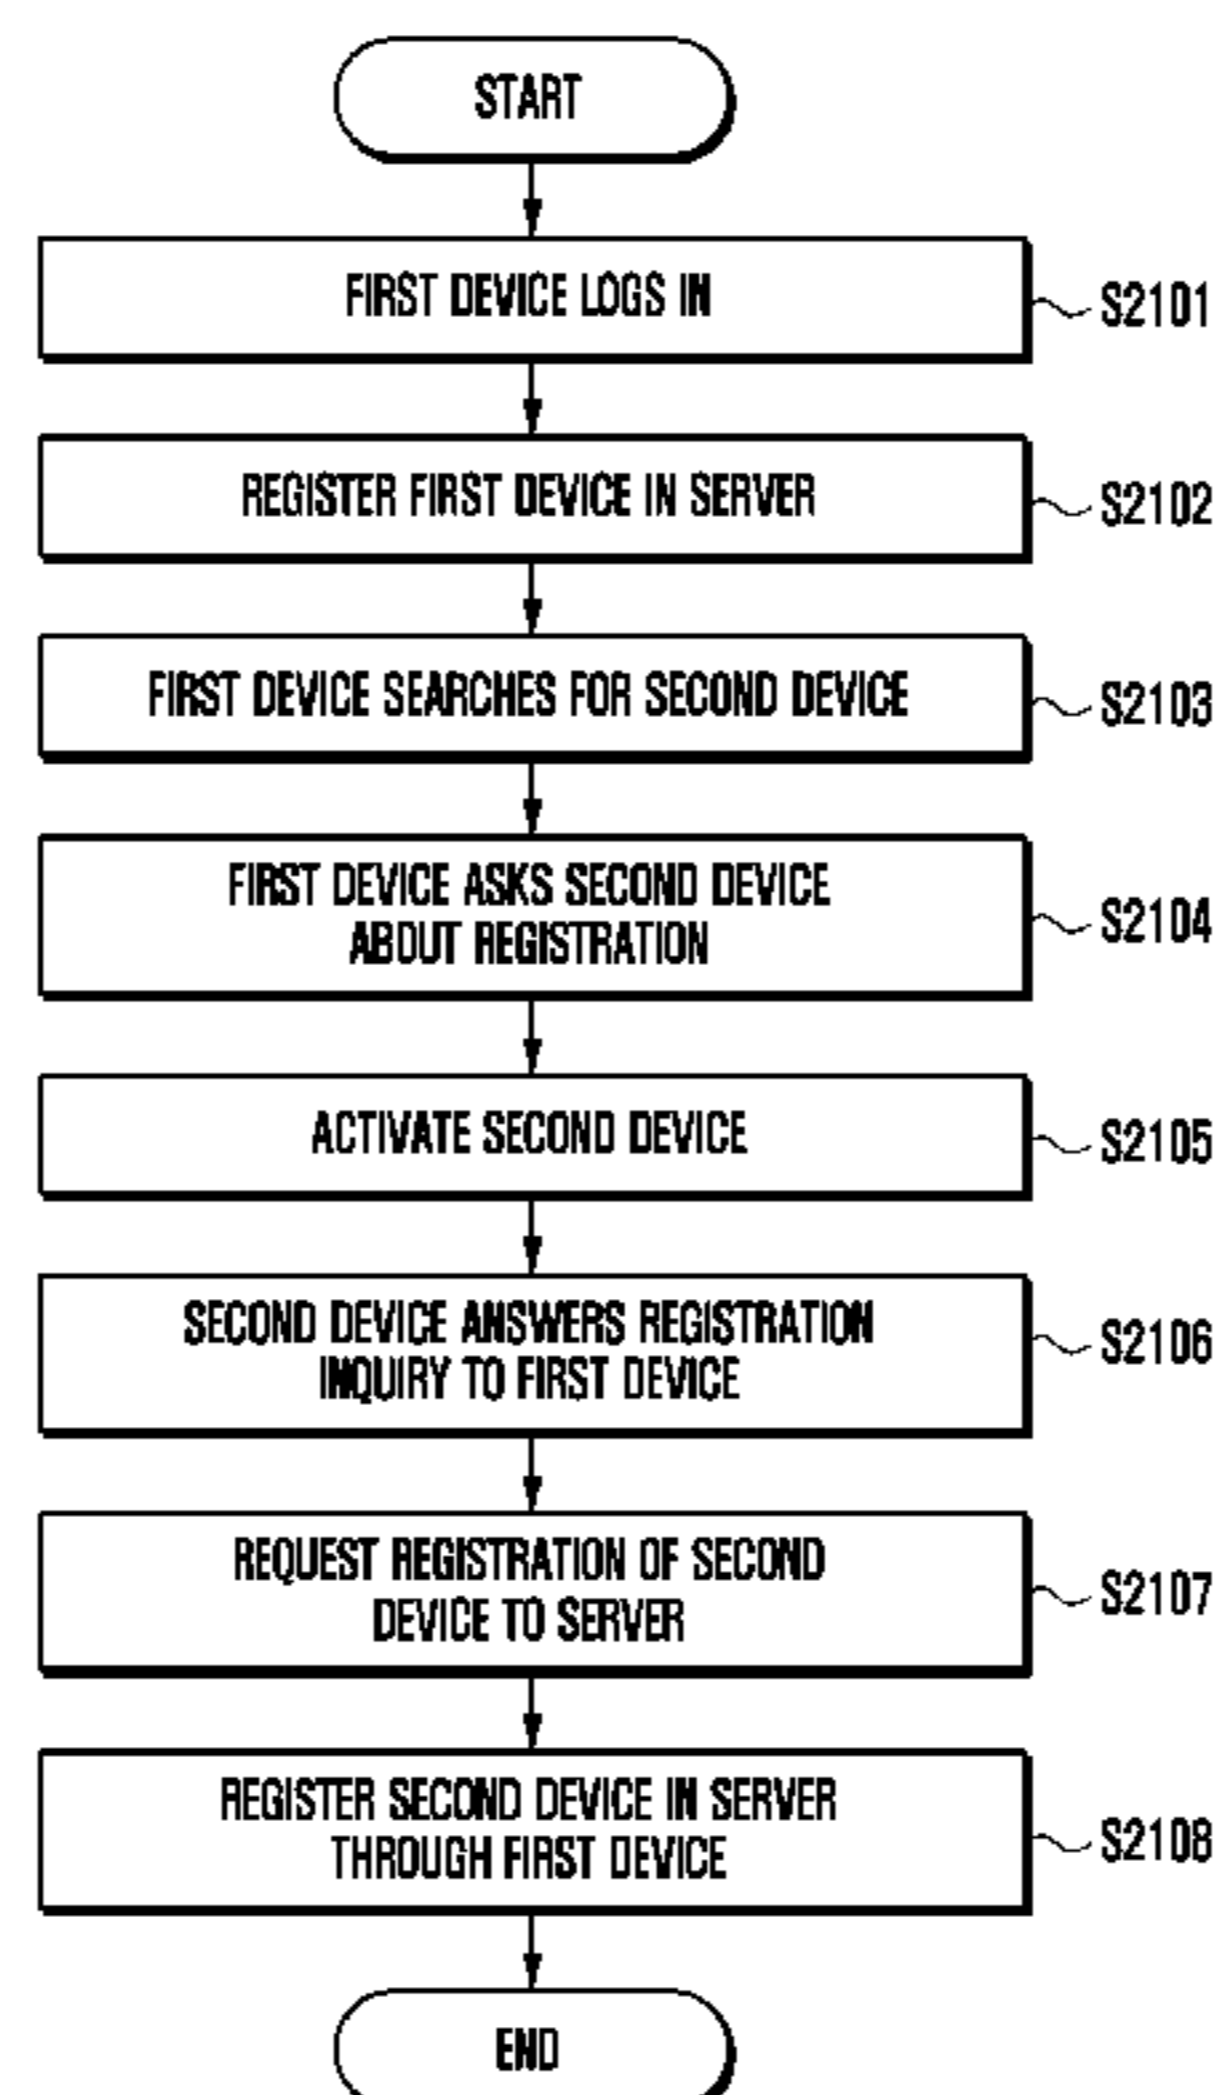 START
FIRST DEVICE LOGS IN
S2101
REGISTER FIRST DEVICE IN SERVER
S2102
FIRST DEVICE SEARCHES FOR SECOND DEVICE
S2103
FIRST DEVICE ASKS SECOND DEVICE
ABOUT REGISTRATION
S2104
ACTIVATE SECOND DEVICE
S2105
SECOND DEVICE ANSWERS REGISTRATION
INQUIRY TO FIRST DEVICE
S2106
REQUEST REGISTRATION OF SECOND
DEVICE TO SERVER
S2107
REGISTER SECOND DEVICE IN SERVER
THROUGH FIRST DEVICE
S2108
END